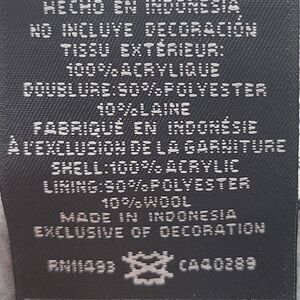 HECHO EN INDONESIA
NO INCLUYE DECORACIÓN
TISSU EXTÉRIEUR:
100% ACRYLIQUE
DOUBLURE:90% POLYESTER
10% LAINE
FABRIQUÉ EN INDONÉSIE
À L'EXCLUSION DE LA GARNITURE
SHELL:100% ACRYLIC
LINING:90% POLYESTER
10% WOOL
MADE IN INDONESIA
EXCLUSIVE OF DECORATION
RN11493 CA40289